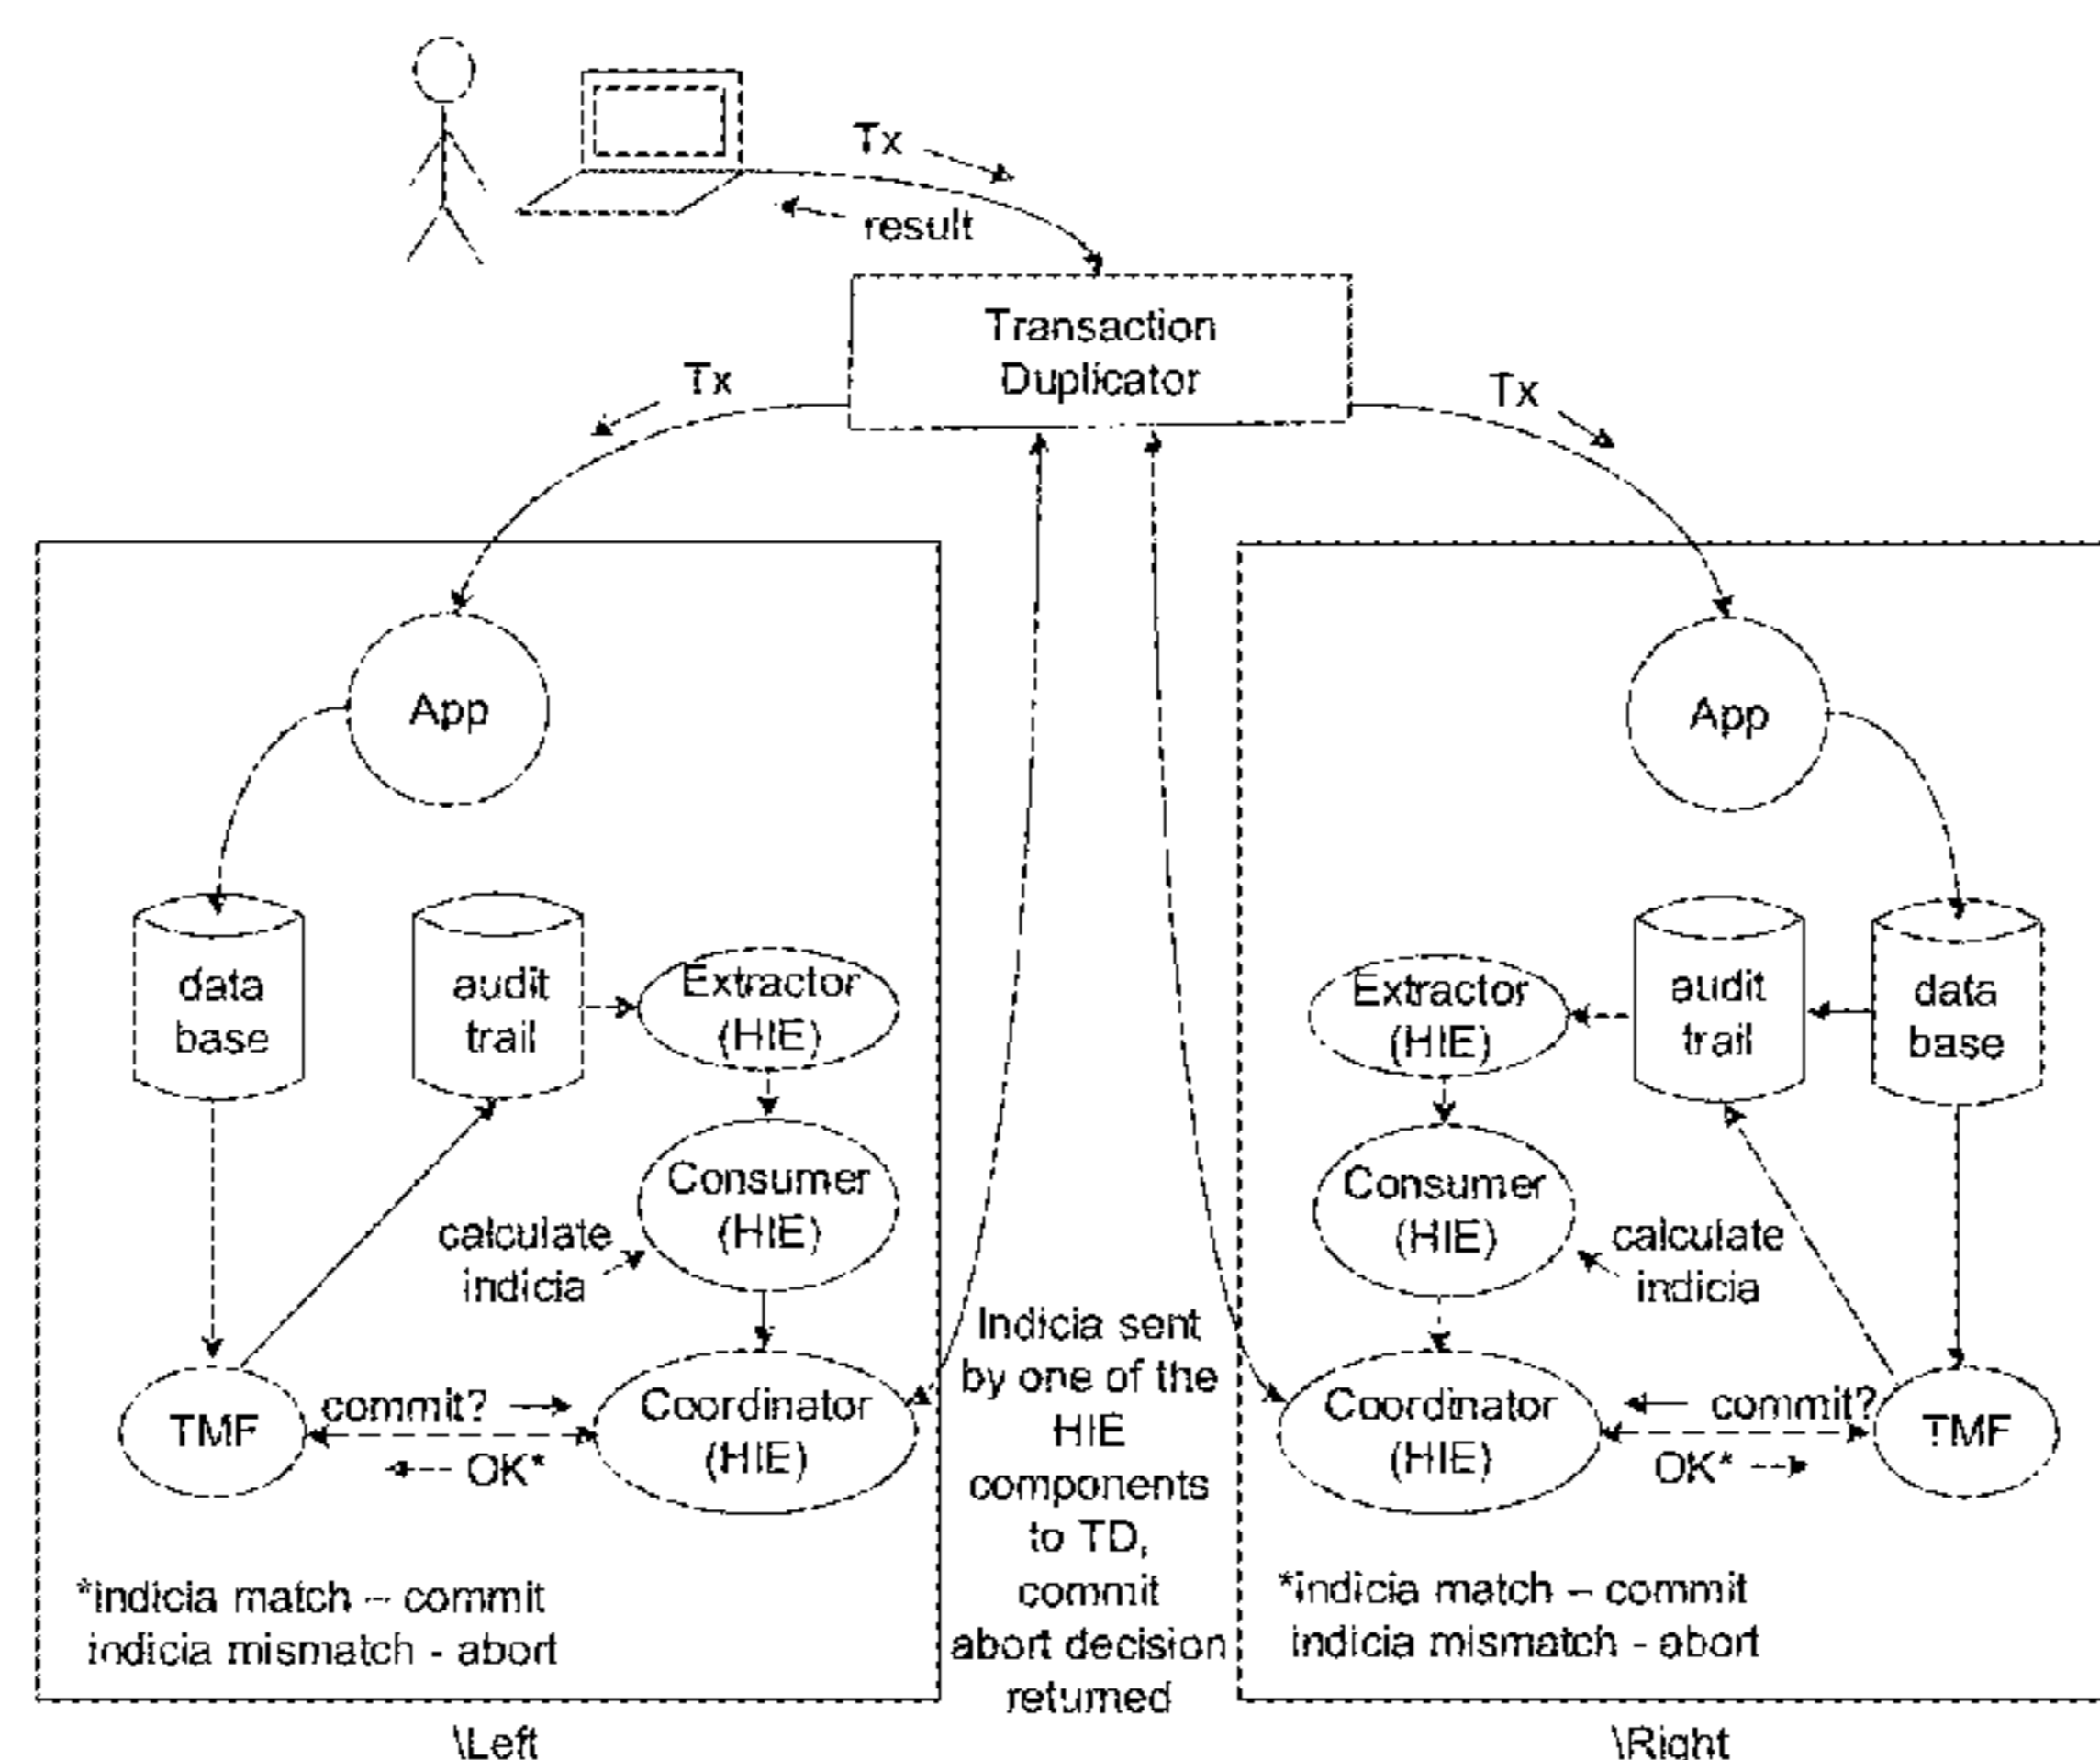 Tx
result
Transaction
Duplicator
Tx
Tx
App
App
data
base
audit
trail
Extractor
(HIE)
Extractor
(HIE)
audit
trail
data
base
Consumer
(HIE)
calculate
indicia
Consumer
(HIE)
calculate
indicia
TMF
commit?
OK*
Coordinator
(HIE)
Indicia sent
by one of the
HIE
components
to TD,
commit
abort decision
returned
Coordinator
(HIE)
commit?
OK*
TMF
*indicia match – commit
indicia mismatch - abort
*indicia match – commit
indicia mismatch - abort
\Left
\Right